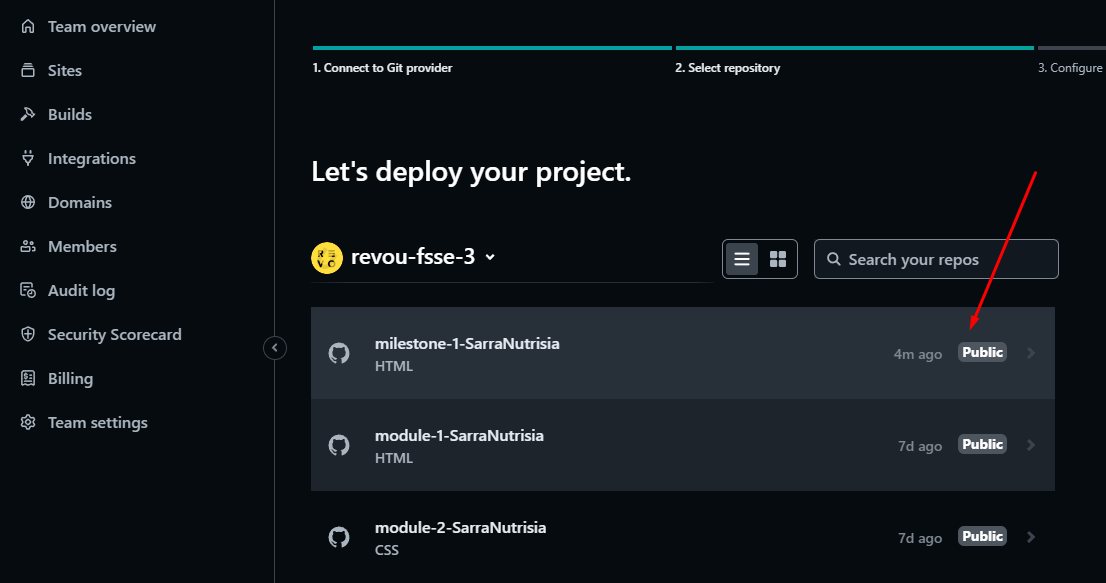 Team overview
Sites
Builds
Integrations
Domains
Members
Audit log
Security Scorecard
Billing
Team settings
1. Connect to Git provider
2. Select repository
3. Configure
Let's deploy your project.
REVO
revou-fsse-3
Search your repos
milestone-1-SarraNutrisia
HTML
4m ago
Public
module-1-SarraNutrisia
HTML
7d ago
Public
module-2-SarraNutrisia
CSS
7d ago
Public